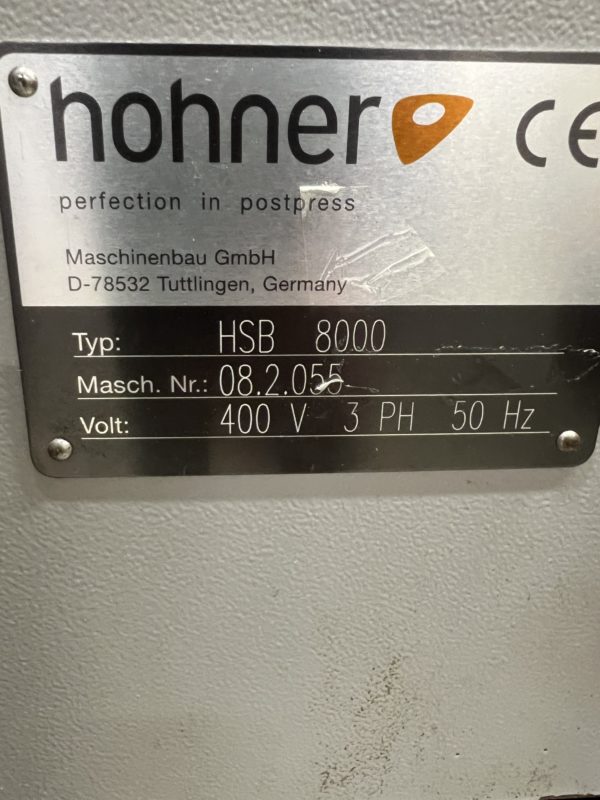 hohner CE
perfection in postpress
Maschinenbau GmbH
D-78532 Tuttlingen, Germany
Typ: HSB 8000
Masch. Nr.: 08.2.055
Volt: 400 V 3 PH 50 Hz